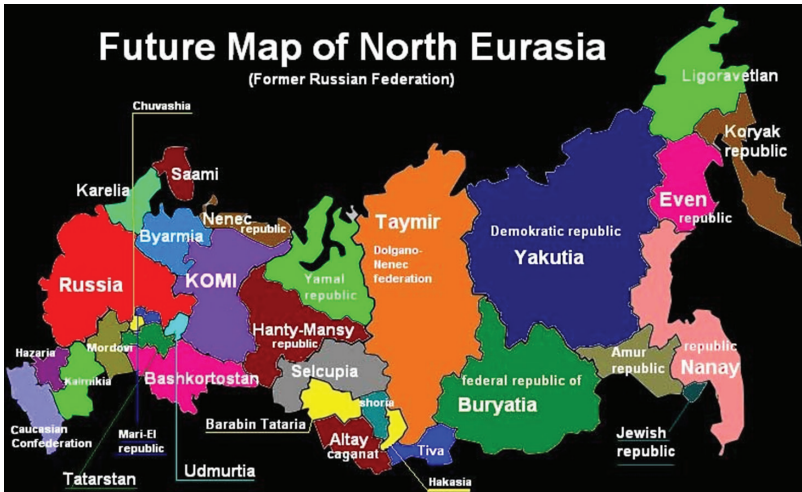 Future Map of North Eurasia
(Former Russian Federation)
Chuvashia
Ligoravetlan
Koryak
republic
Saami
Karelia
Even
republic
Nenec
republic
Taymir
Byarmia
Demokratic republic
Yakutia
Dolgano-
Nenec
federation
KOMI
Yamal
republic
Russia
Hanty-Mansy
republic
republic
Nanay
Hazaria
Mordovi
Amur
republic
Selcupia
Kalmikia
Bashkortostan
federal republic of
Buryatia
shoria
Caucasian
Confederation
Barabin Tataria
Mari-El
republic
Altay
caganat
Tiva
Jewish
republic
Tatarstan
Udmurtia
Hakasia